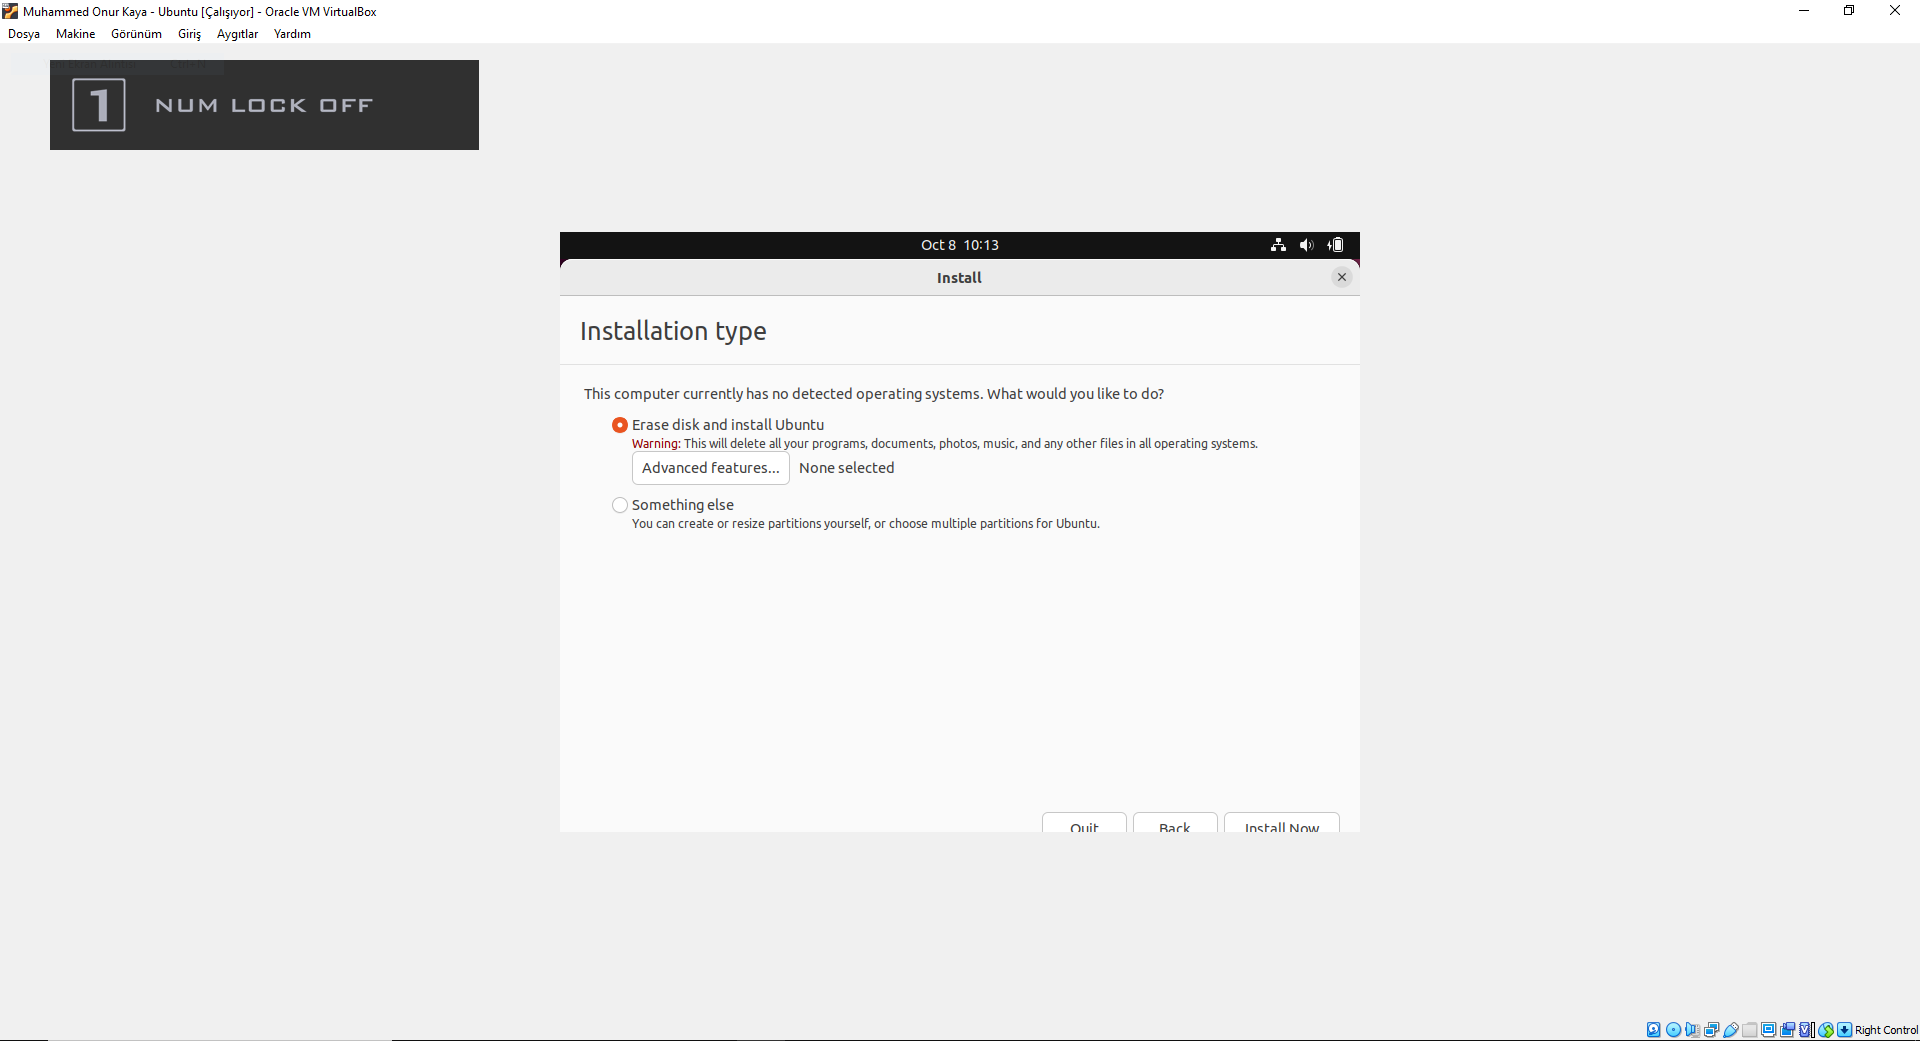 Muhammed Onur Kaya - Ubuntu [Çalışıyor] - Oracle VM VirtualBox
Dosya Makine Görünüm Giriş Aygıtlar Yardım
1 NUM LOCK OFF
Oct 8 10:13
Install
Installation type
This computer currently has no detected operating systems. What would you like to do?
Erase disk and install Ubuntu
Warning: This will delete all your programs, documents, photos, music, and any other files in all operating systems.
Advanced features... None selected
Something else
You can create or resize partitions yourself, or choose multiple partitions for Ubuntu.
Quit Back Install Now
Right Control